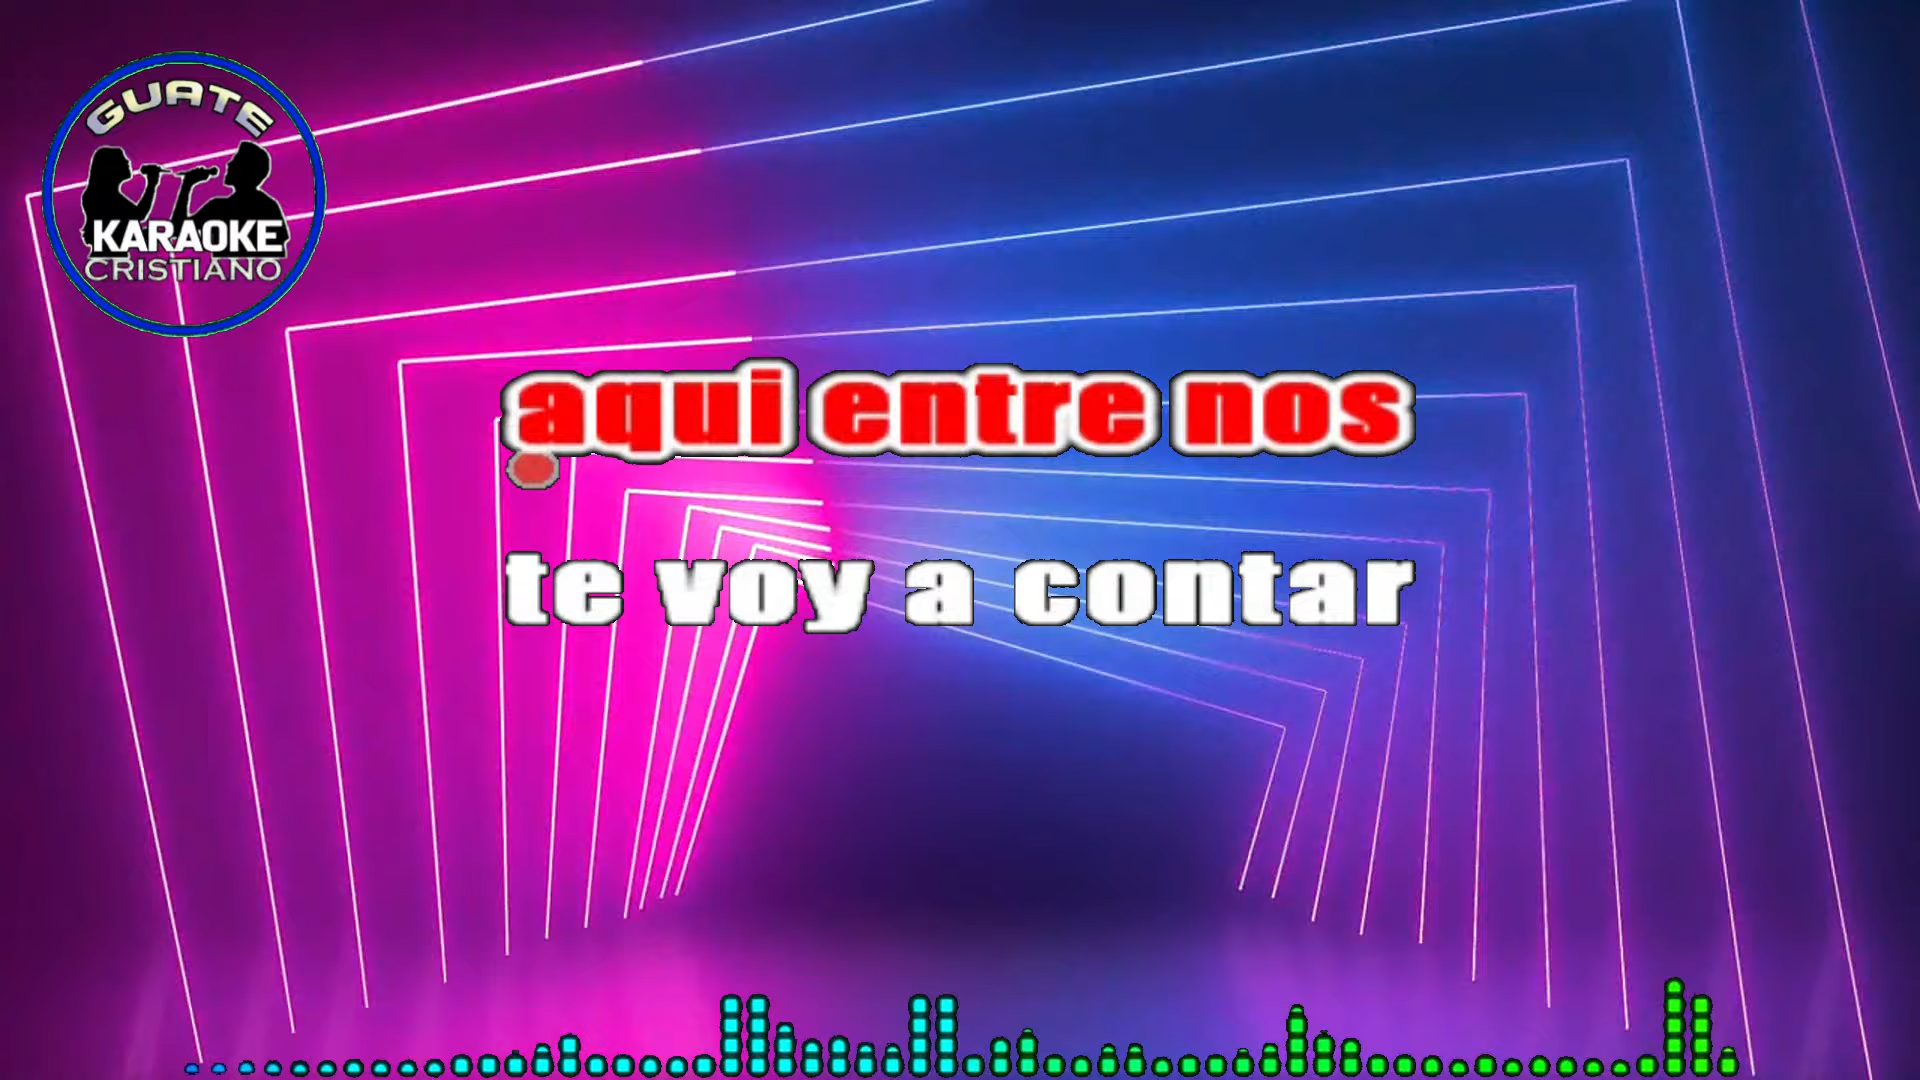 GUATE
KARAOKE
CRISTIANO
aqui entre nos
te voy a contar